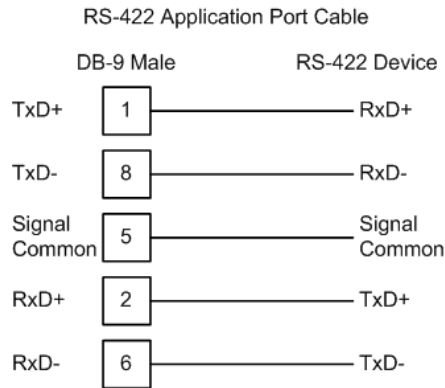 RS-422 Application Port Cable
DB-9 Male RS-422 Device
TxD+ 1 RxD+
TxD- 8 RxD-
Signal Common 5 Signal Common
RxD+ 2 TxD+
RxD- 6 TxD-